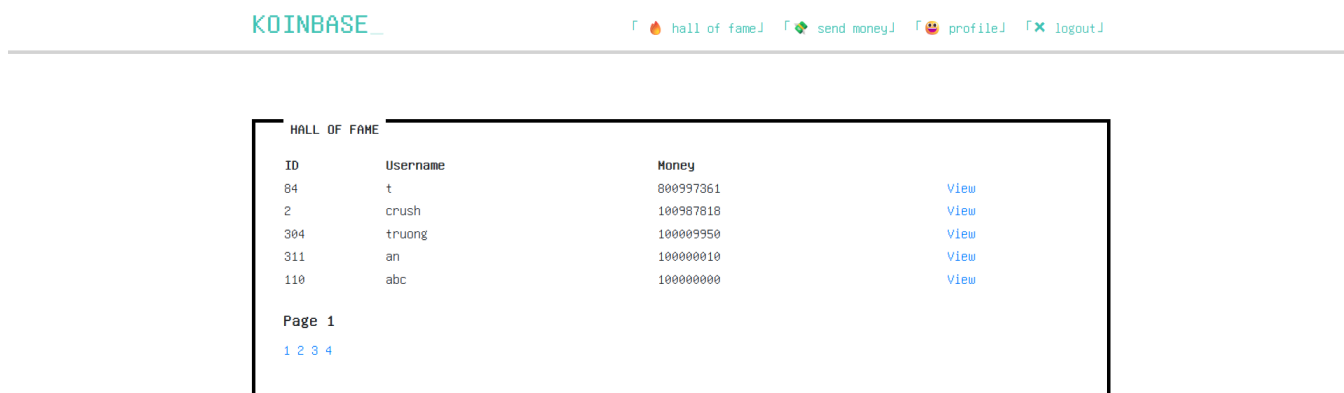 KOINBASE_
「🔥 hall of fame」 「💸 send money」 「😃 profile」 「❌ logout」
HALL OF FAME
ID Username Money
84 t 800997361 View
2 crush 100987818 View
304 truong 100009950 View
311 an 100000010 View
110 abc 100000000 View
Page 1
1 2 3 4